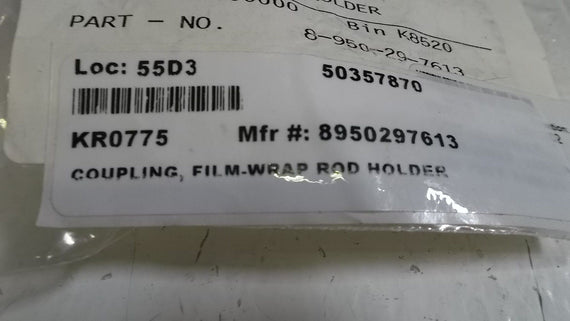 HOLDER
PART - NO. Bin K8520
8-950-29-7613
Loc: 55D3 50357870
KR0775 Mfr #: 8950297613
COUPLING, FILM-WRAP ROD HOLDER